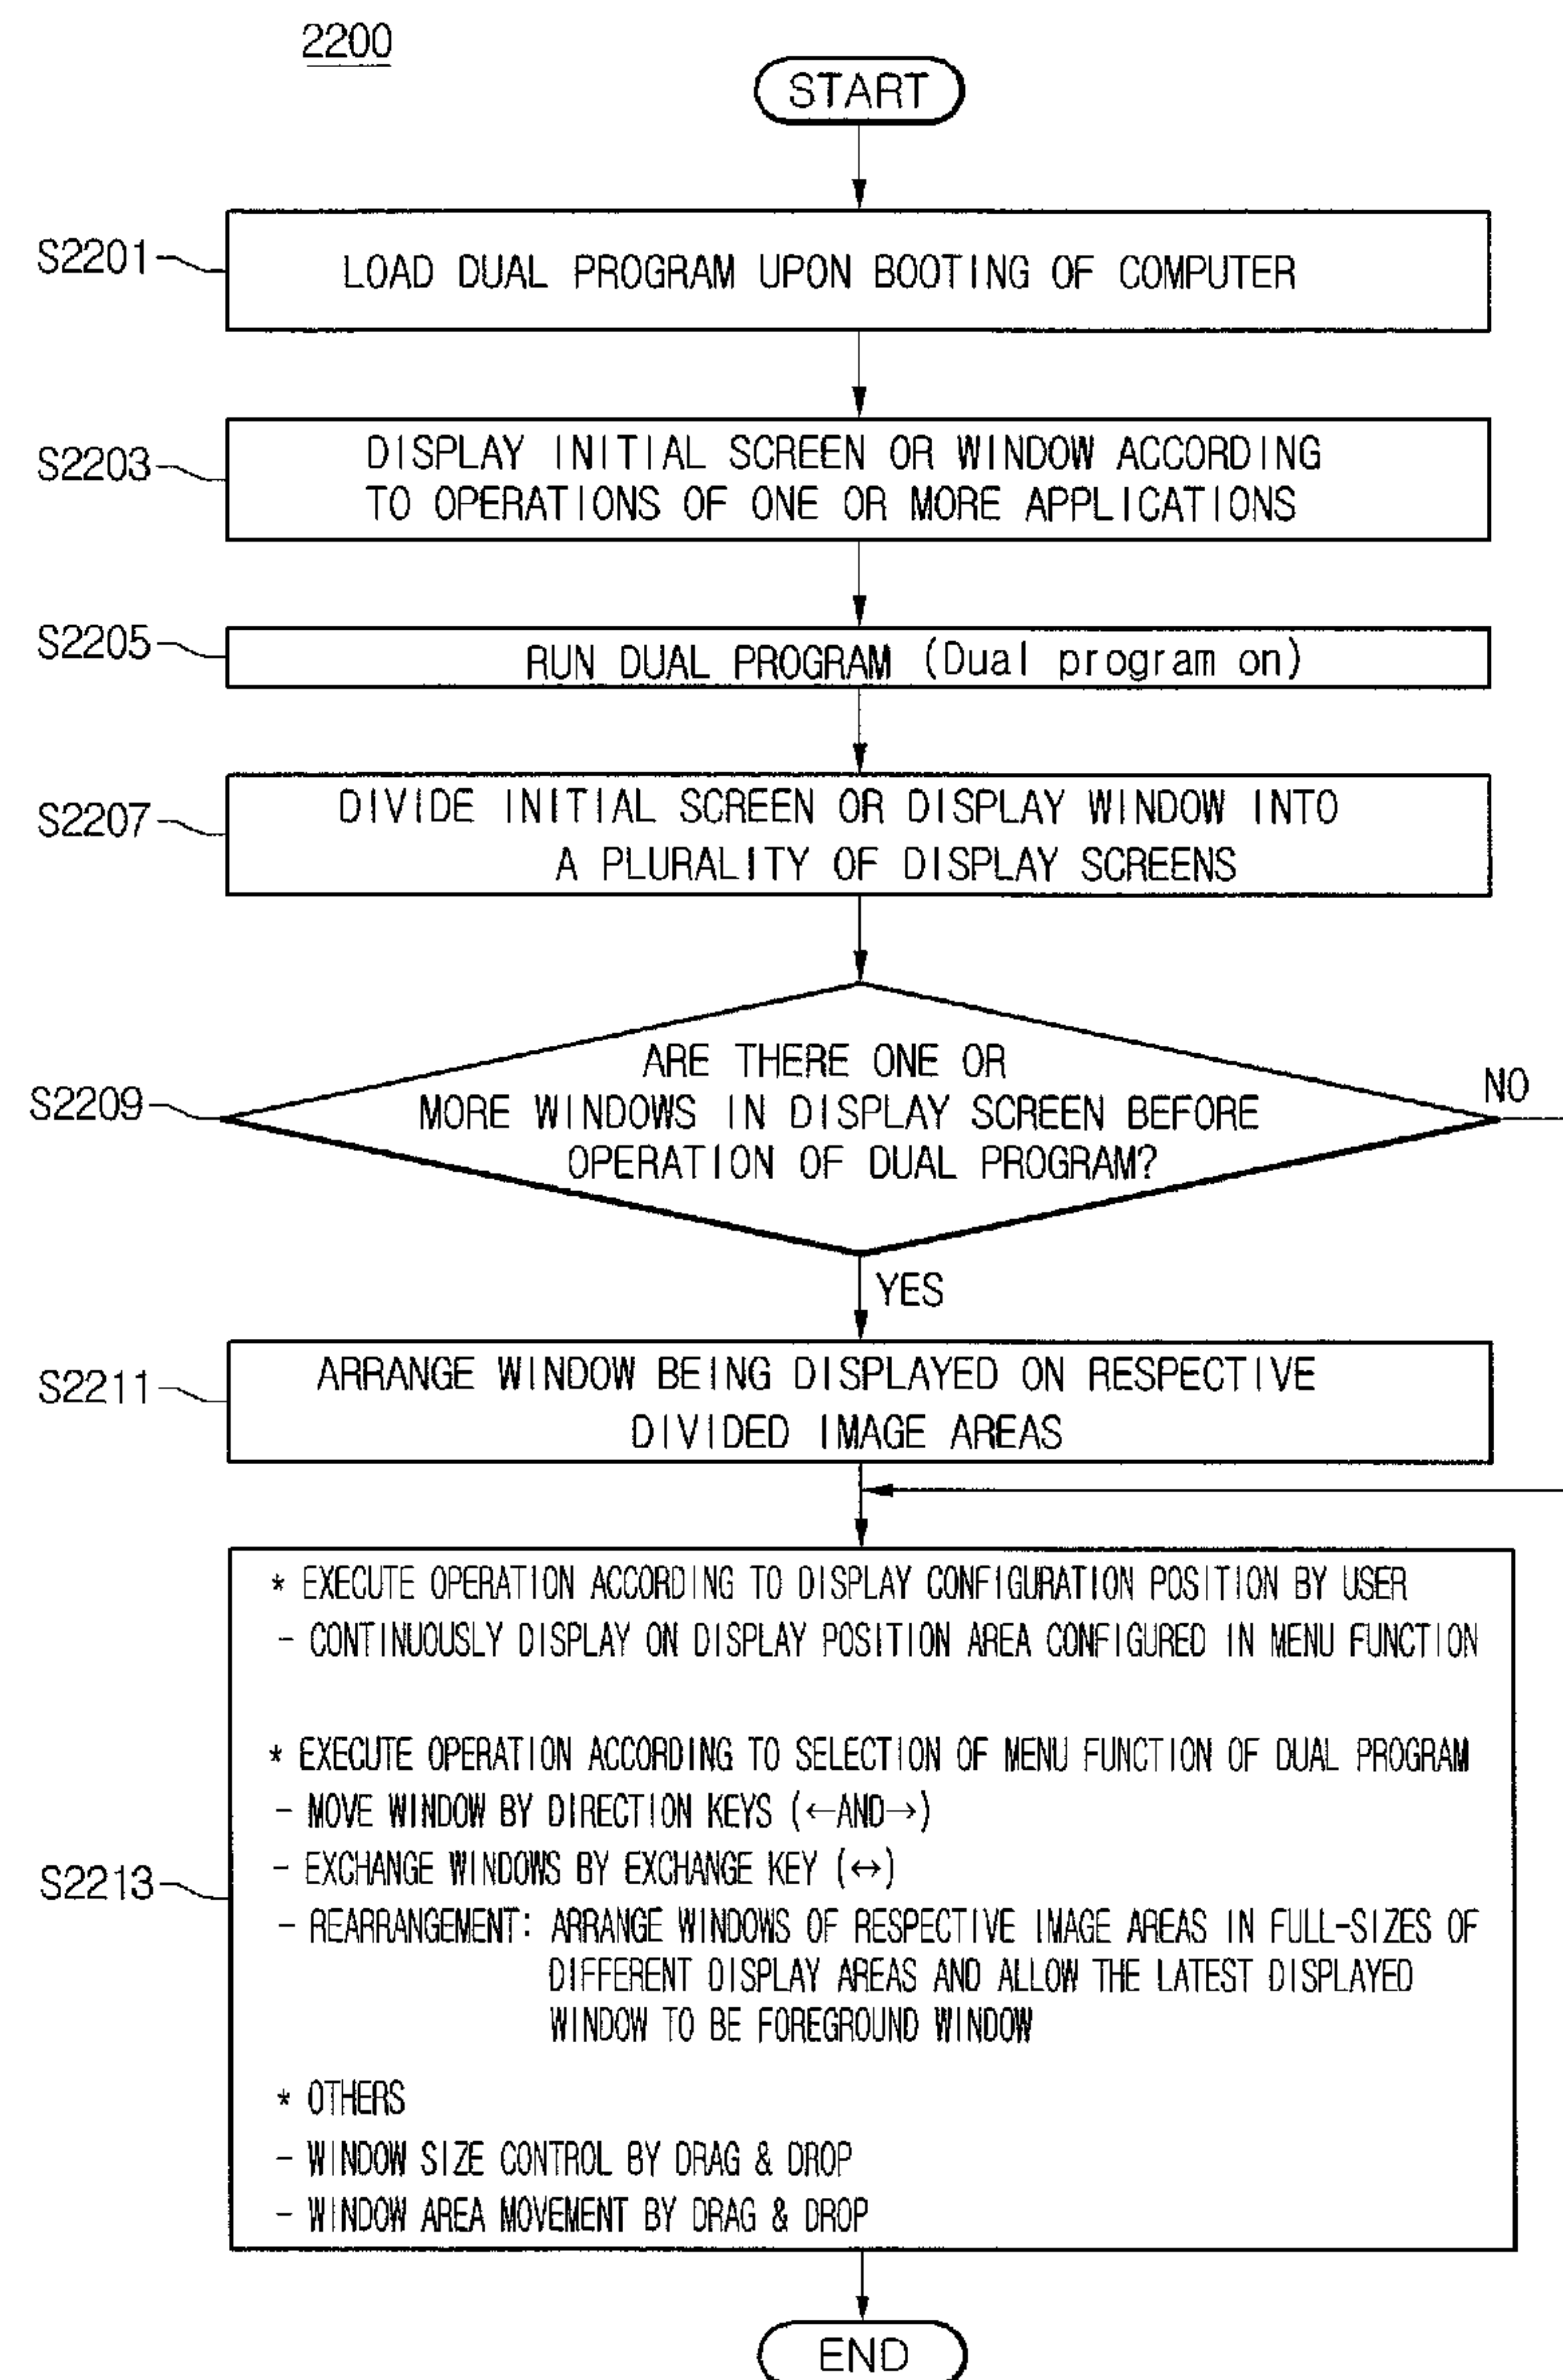 2200
START
S2201
LOAD DUAL PROGRAM UPON BOOTING OF COMPUTER
S2203
DISPLAY INITIAL SCREEN OR WINDOW ACCORDING
TO OPERATIONS OF ONE OR MORE APPLICATIONS
S2205
RUN DUAL PROGRAM (Dual program on)
S2207
DIVIDE INITIAL SCREEN OR DISPLAY WINDOW INTO
A PLURALITY OF DISPLAY SCREENS
S2209
ARE THERE ONE OR
MORE WINDOWS IN DISPLAY SCREEN BEFORE
OPERATION OF DUAL PROGRAM?
NO
YES
S2211
ARRANGE WINDOW BEING DISPLAYED ON RESPECTIVE
DIVIDED IMAGE AREAS
S2213
* EXECUTE OPERATION ACCORDING TO DISPLAY CONFIGURATION POSITION BY USER
- CONTINUOUSLY DISPLAY ON DISPLAY POSITION AREA CONFIGURED IN MENU FUNCTION
* EXECUTE OPERATION ACCORDING TO SELECTION OF MENU FUNCTION OF DUAL PROGRAM
- MOVE WINDOW BY DIRECTION KEYS (←AND→)
- EXCHANGE WINDOWS BY EXCHANGE KEY (↔)
- REARRANGEMENT: ARRANGE WINDOWS OF RESPECTIVE IMAGE AREAS IN FULL-SIZES OF
DIFFERENT DISPLAY AREAS AND ALLOW THE LATEST DISPLAYED
WINDOW TO BE FOREGROUND WINDOW
* OTHERS
- WINDOW SIZE CONTROL BY DRAG & DROP
- WINDOW AREA MOVEMENT BY DRAG & DROP
END